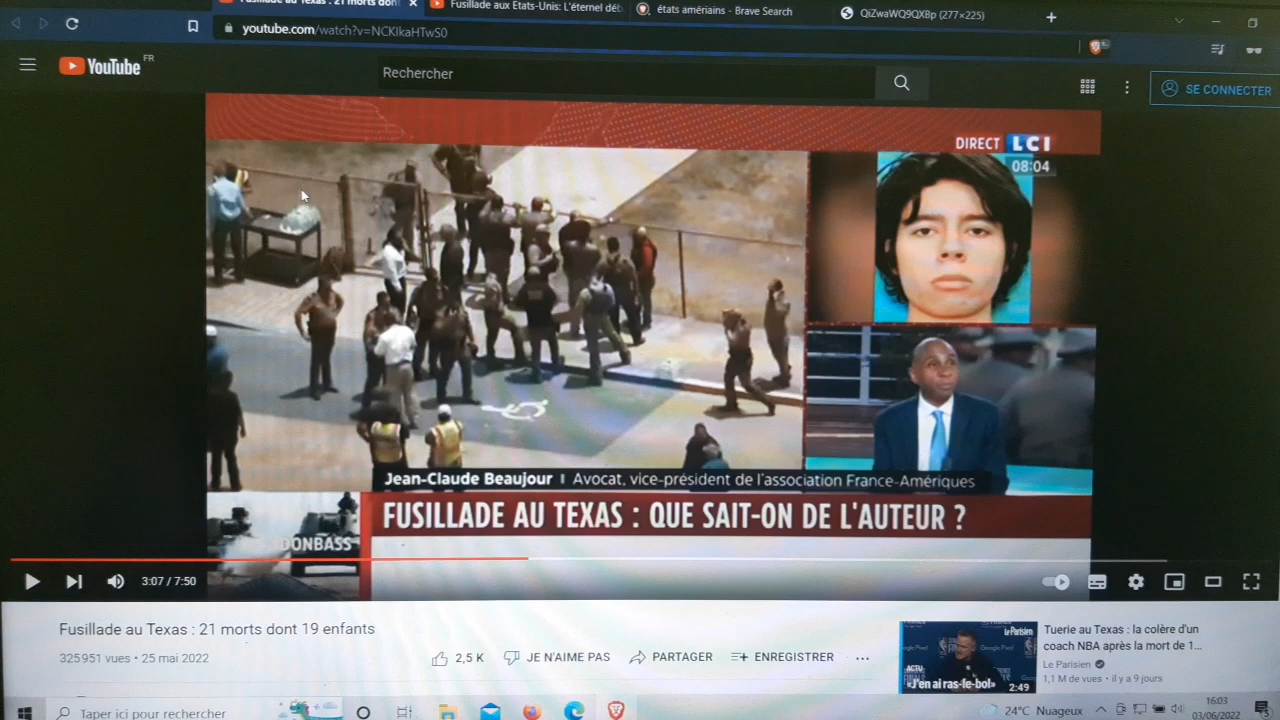 Fusillade au Texas : 21 morts don
Fusillade aux Etats-Unis: L'éternel déb
états amériains - Brave Search
QiZwaWQ9QXBp (277×225)
youtube.com/watch?v=NCKIkaHTwS0
YouTube FR
Rechercher
SE CONNECTER
DIRECT LCI
08:04
Jean-Claude Beaujour Avocat, vice-président de l'association France-Amériques
FUSILLADE AU TEXAS : QUE SAIT-ON DE L'AUTEUR ?
DONBASS
3:07 / 7:50
Fusillade au Texas : 21 morts dont 19 enfants
325 951 vues • 25 mai 2022
2,5 K
JE N'AIME PAS
PARTAGER
ENREGISTRER
le Parisien
ACTU
«J'en ai ras-le-bol»
2:49
Tuerie au Texas : la colère d'un
coach NBA après la mort de 1...
Le Parisien
1,1 M de vues • il y a 9 jours
Taper ici pour rechercher
24°C Nuageux
16:03
03/06/2022